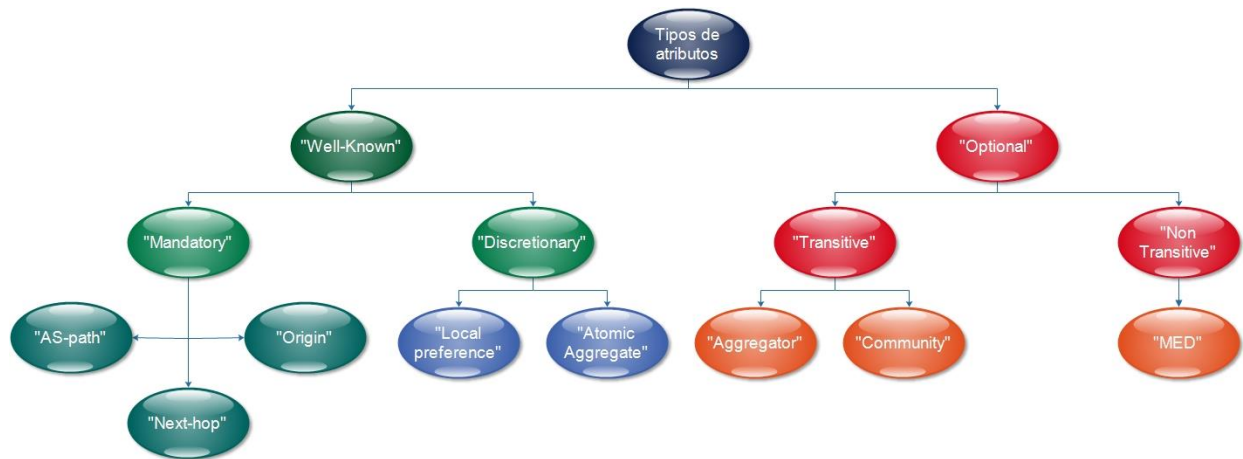 Tipos de
atributos
"Well-Known"
"Optional"
"Mandatory"
"Discretionary"
"Transitive"
"Non
Transitive"
"AS-path"
"Origin"
"Local
preference"
"Atomic
Aggregate"
"Aggregator"
"Community"
"MED"
"Next-hop"